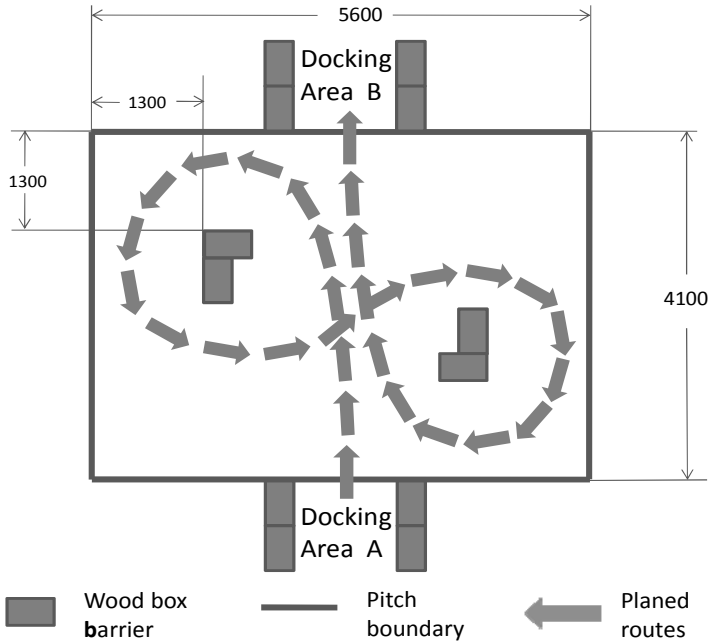 5600
Docking
Area B
1300
1300
4100
Docking
Area A
Wood box
barrier
Pitch
boundary
Planed
routes